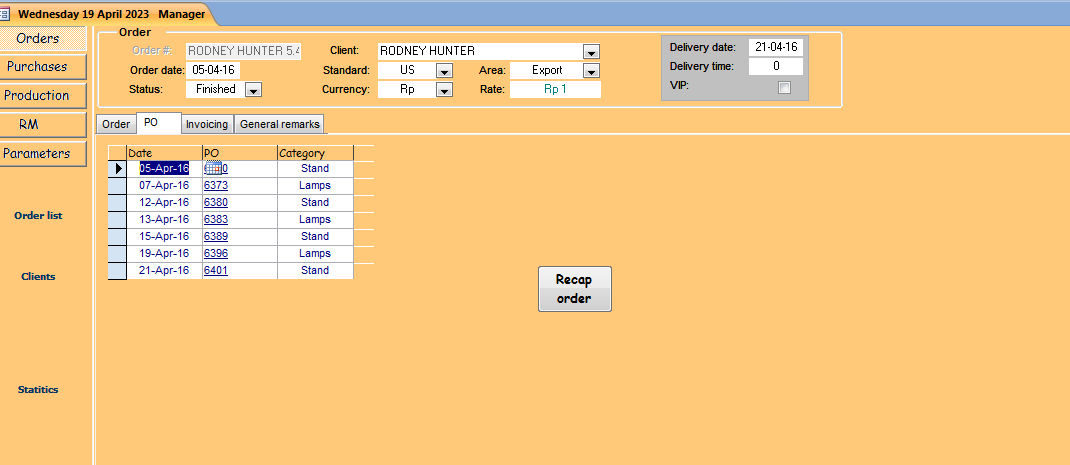 Wednesday 19 April 2023 Manager
Orders
Purchases
Production
RM
Parameters
Order list
Clients
Statitics
Order
Order #: RODNEY HUNTER 5.4 Client: RODNEY HUNTER
Order date: 05-04-16 Standard: US Area: Export
Status: Finished Currency: Rp Rate: Rp 1
Delivery date: 21-04-16
Delivery time: 0
VIP:
Order PO Invoicing General remarks
Date PO Category
05-Apr-16 Stand
07-Apr-16 6373 Lamps
12-Apr-16 6380 Stand
13-Apr-16 6383 Lamps
15-Apr-16 6389 Stand
19-Apr-16 6396 Lamps
21-Apr-16 6401 Stand
Recap
order